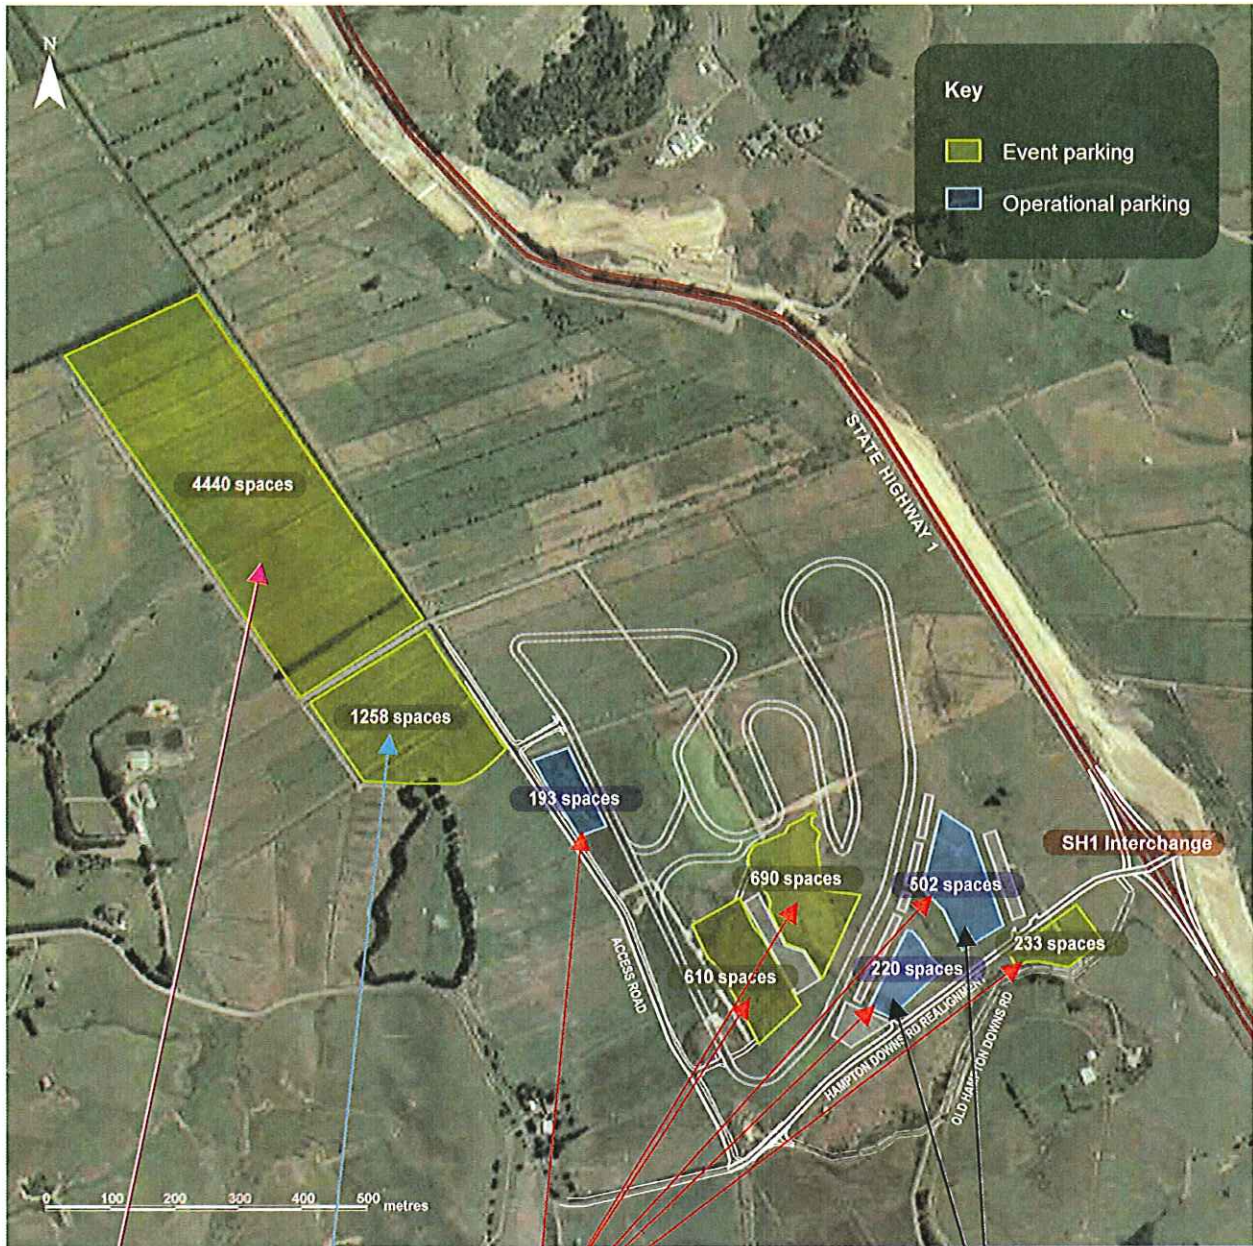 N
Key
Event parking
Operational parking
STATE HIGHWAY 1
4440 spaces
1258 spaces
193 spaces
SH1 Interchange
690 spaces
502 spaces
233 spaces
610 spaces
220 spaces
ACCESS ROAD
HAMPTON DOWNS RD REALIGNMENT
OLD HAMPTON DOWNS RD
0 100 200 300 400 500 metres